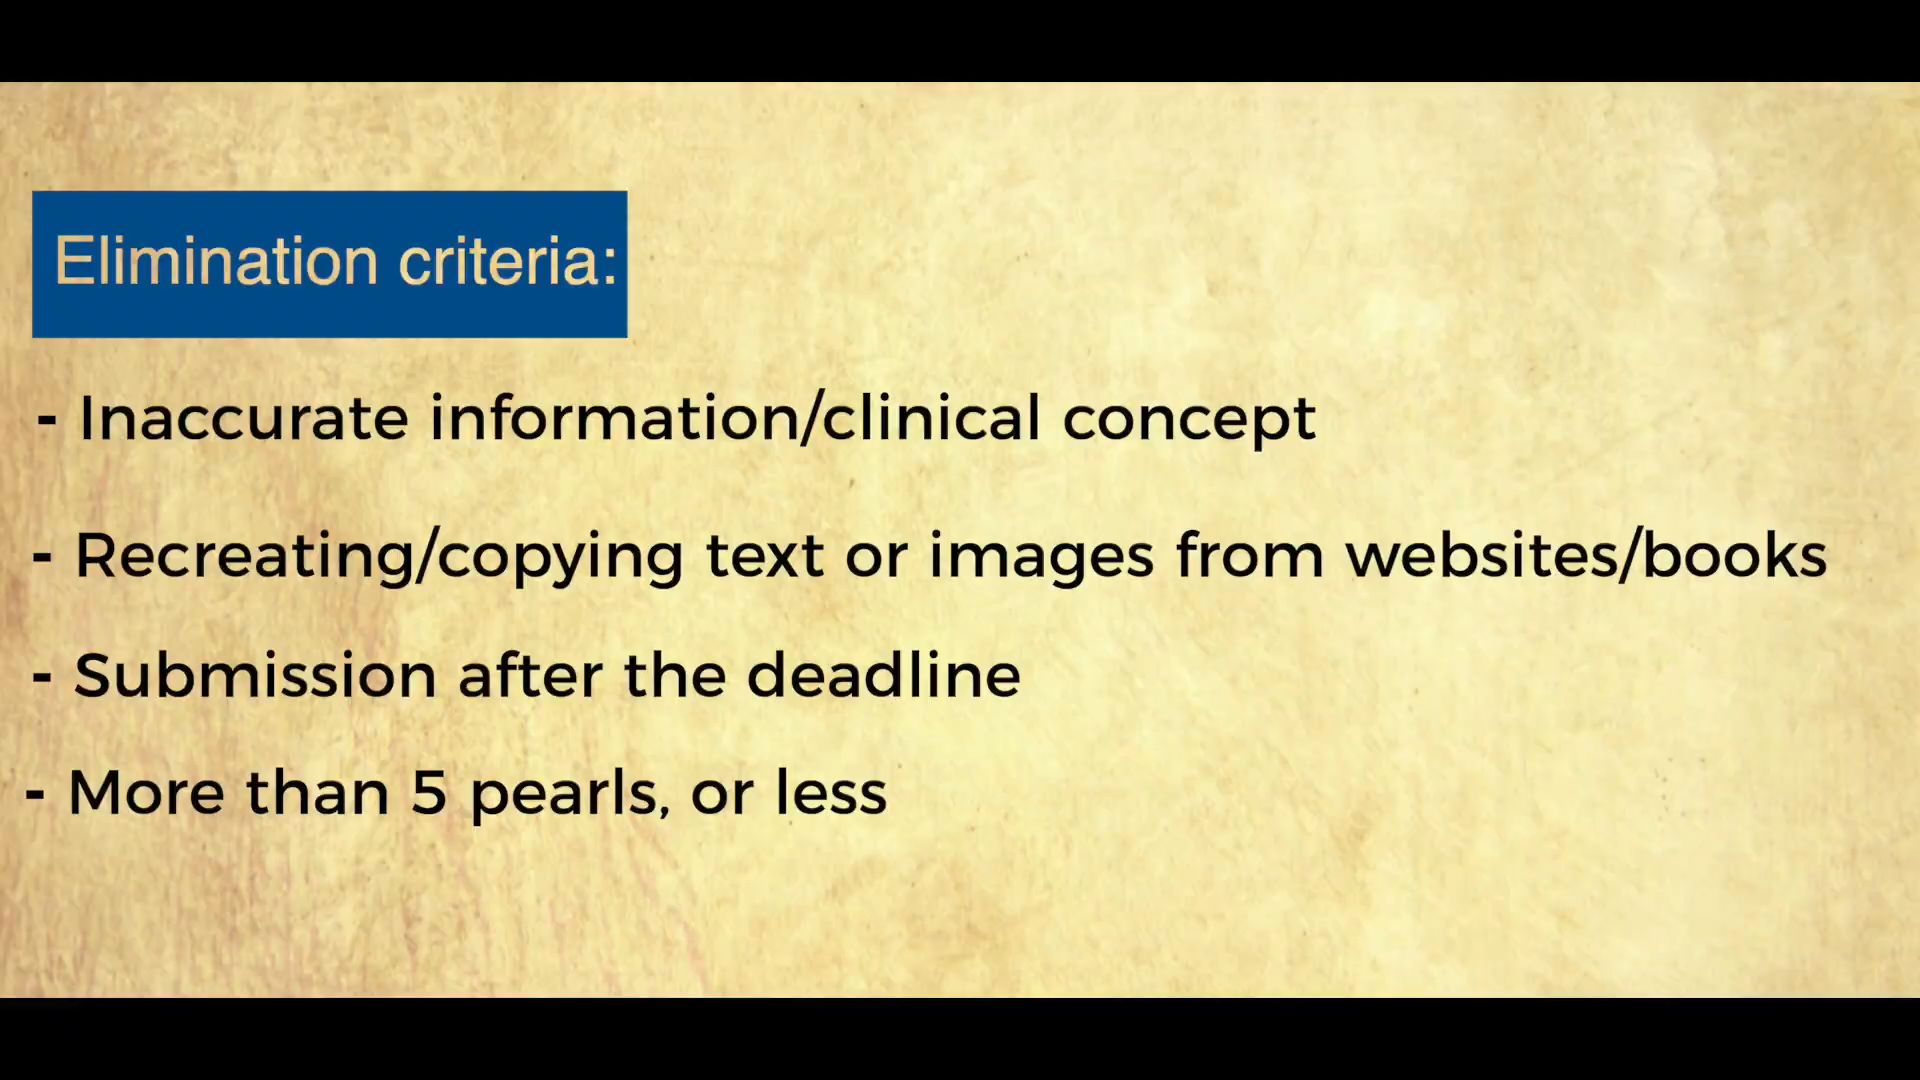 Elimination criteria:
- Inaccurate information/clinical concept
- Recreating/copying text or images from websites/books
- Submission after the deadline
- More than 5 pearls, or less